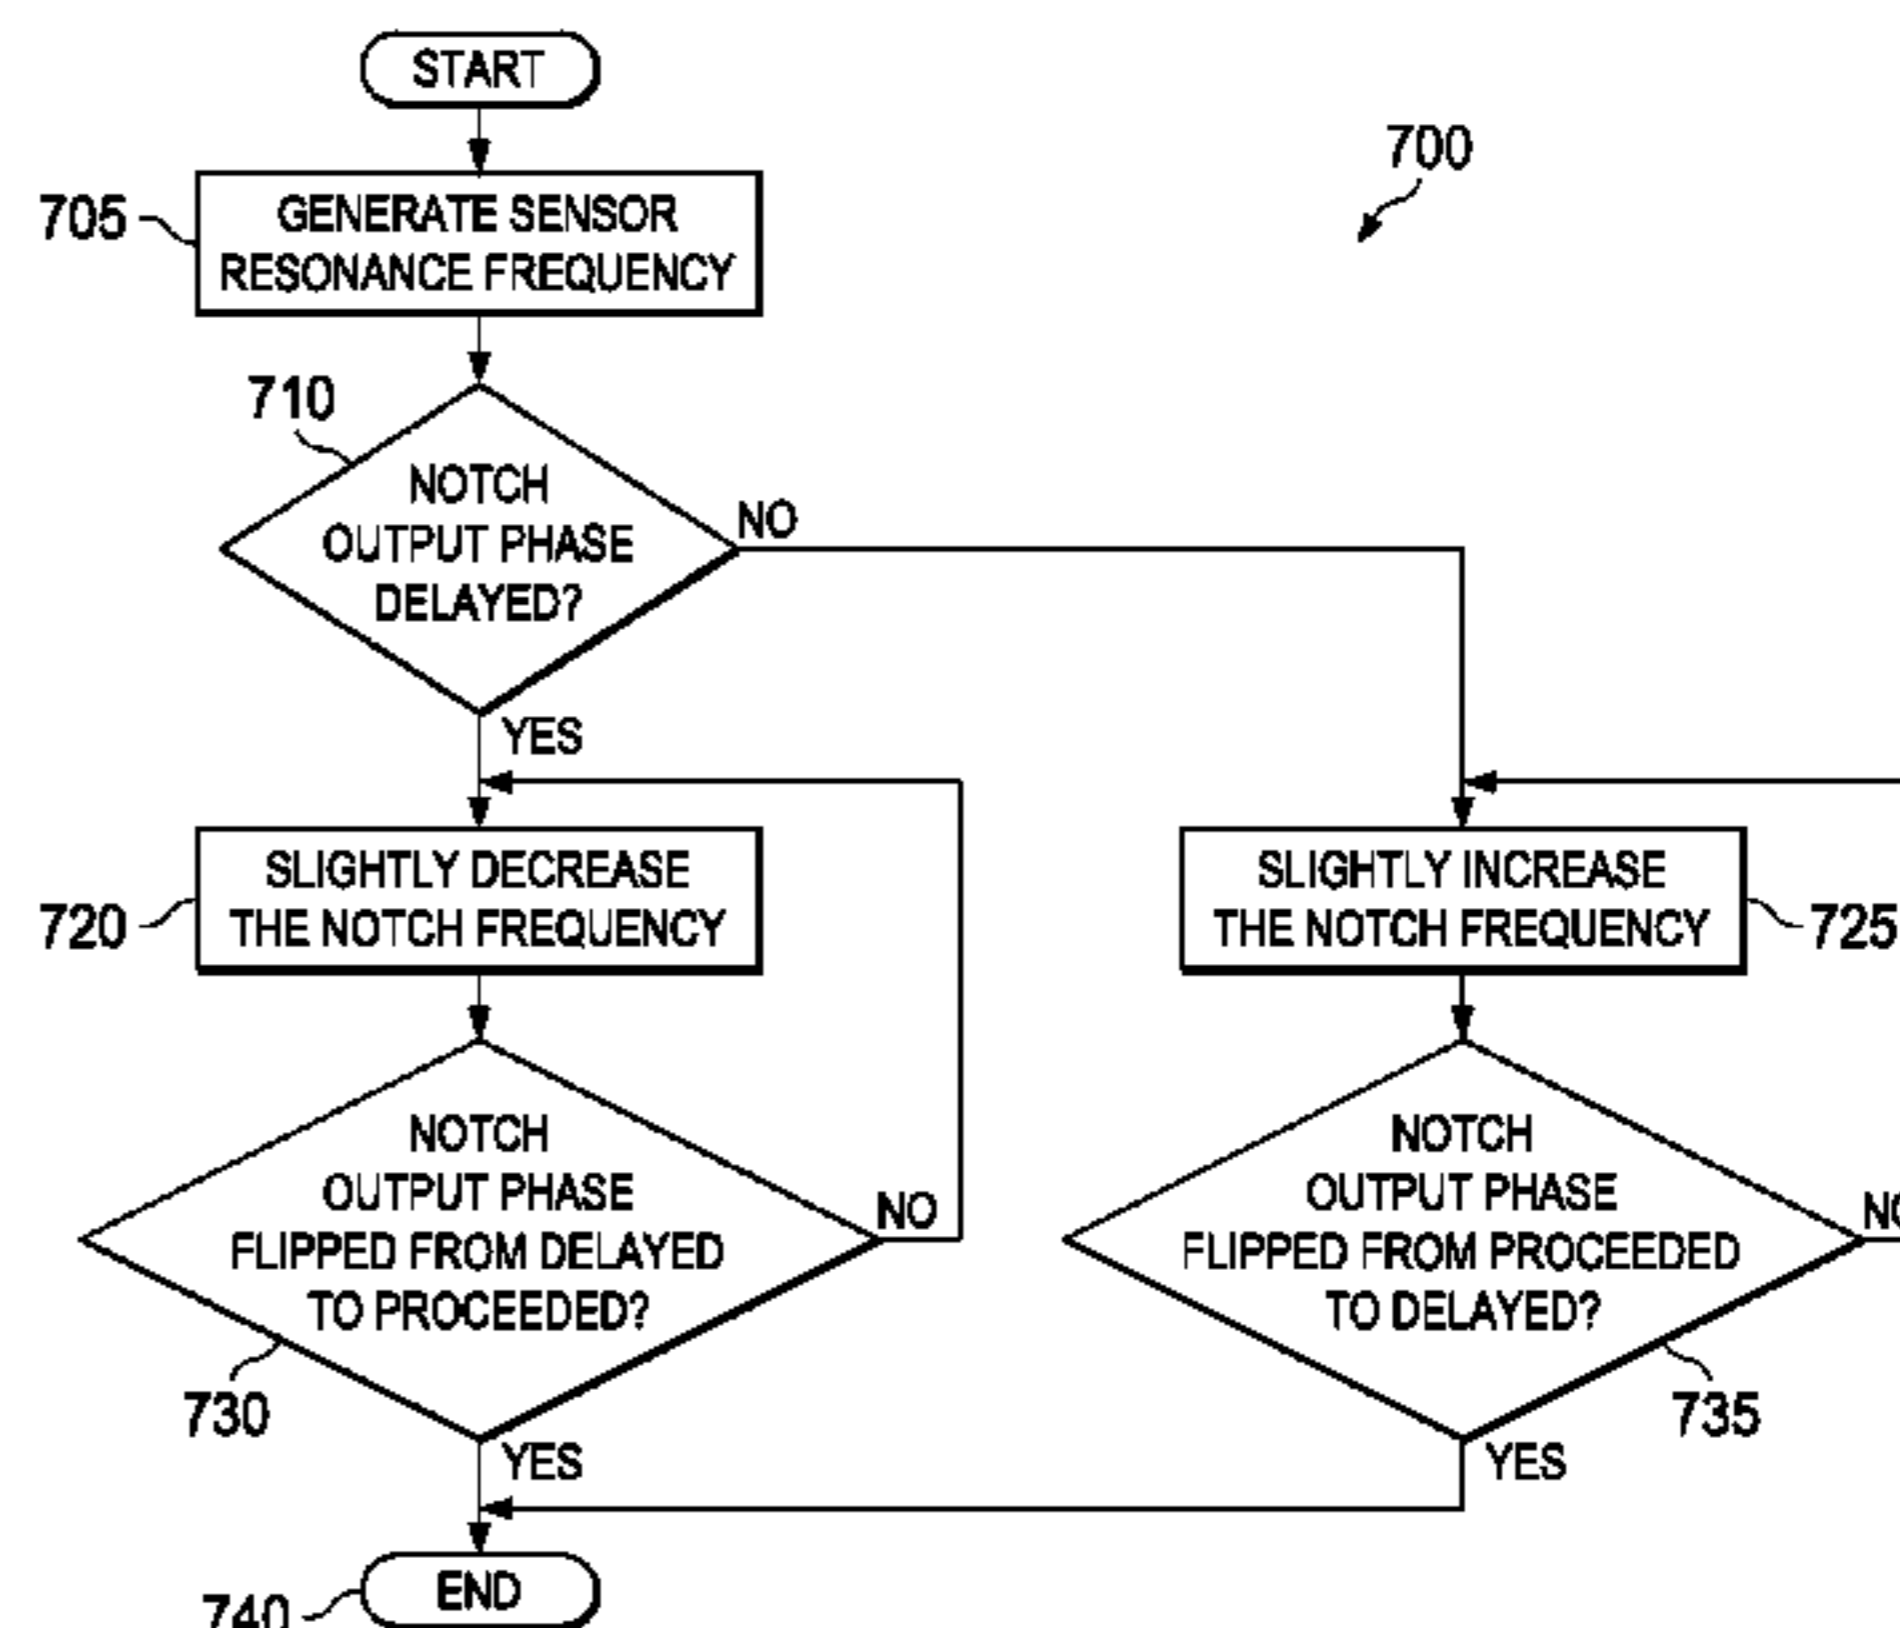 START
700
705
GENERATE SENSOR
RESONANCE FREQUENCY
710
NOTCH
OUTPUT PHASE
DELAYED?
NO
YES
720
SLIGHTLY DECREASE
THE NOTCH FREQUENCY
SLIGHTLY INCREASE
THE NOTCH FREQUENCY
725
NOTCH
OUTPUT PHASE
FLIPPED FROM DELAYED
TO PROCEEDED?
NO
730
YES
NOTCH
OUTPUT PHASE
FLIPPED FROM PROCEEDED
TO DELAYED?
NO
735
YES
END
740